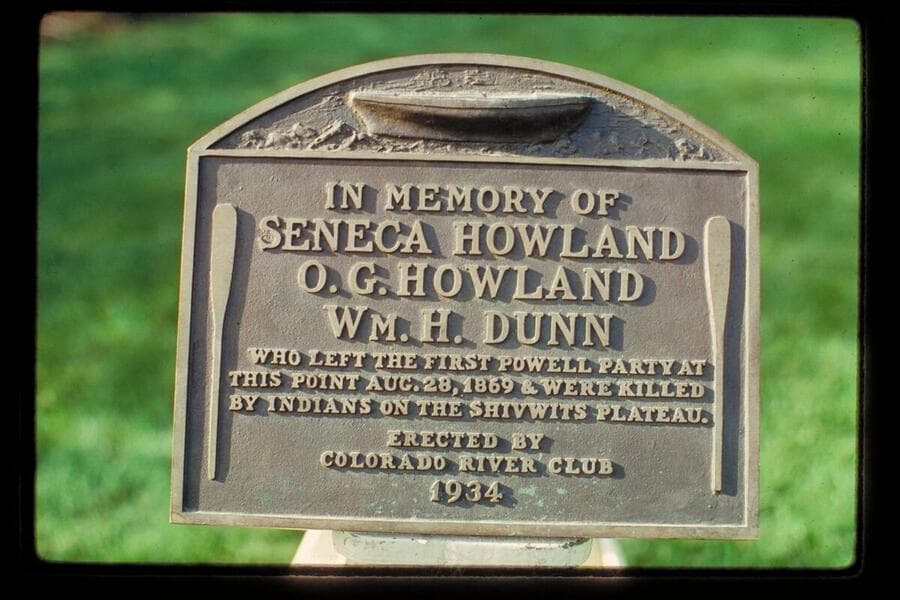 IN MEMORY OF
SENECA HOWLAND
O. G. HOWLAND
WM. H. DUNN
WHO LEFT THE FIRST POWELL PARTY AT
THIS POINT AUG. 28, 1869 & WERE KILLED
BY INDIANS ON THE SHIVWITS PLATEAU.
ERECTED BY
COLORADO RIVER CLUB
1934